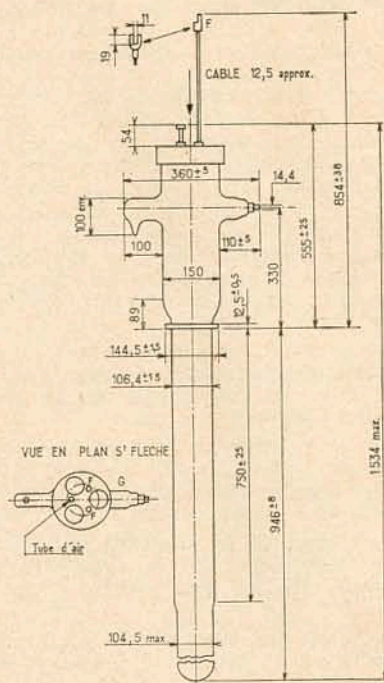 11
F
19
CABLE 12,5 approx.
54
360±5
14,4
100 env.
100
110±5
150
330
555±25
854±38
89
12,5±0,5
144,5±1,5
106,4±1,5
750±25
946±8
1534 max.
VUE EN PLAN St FLECHE
F
G
F
Tube d'air
104,5 max